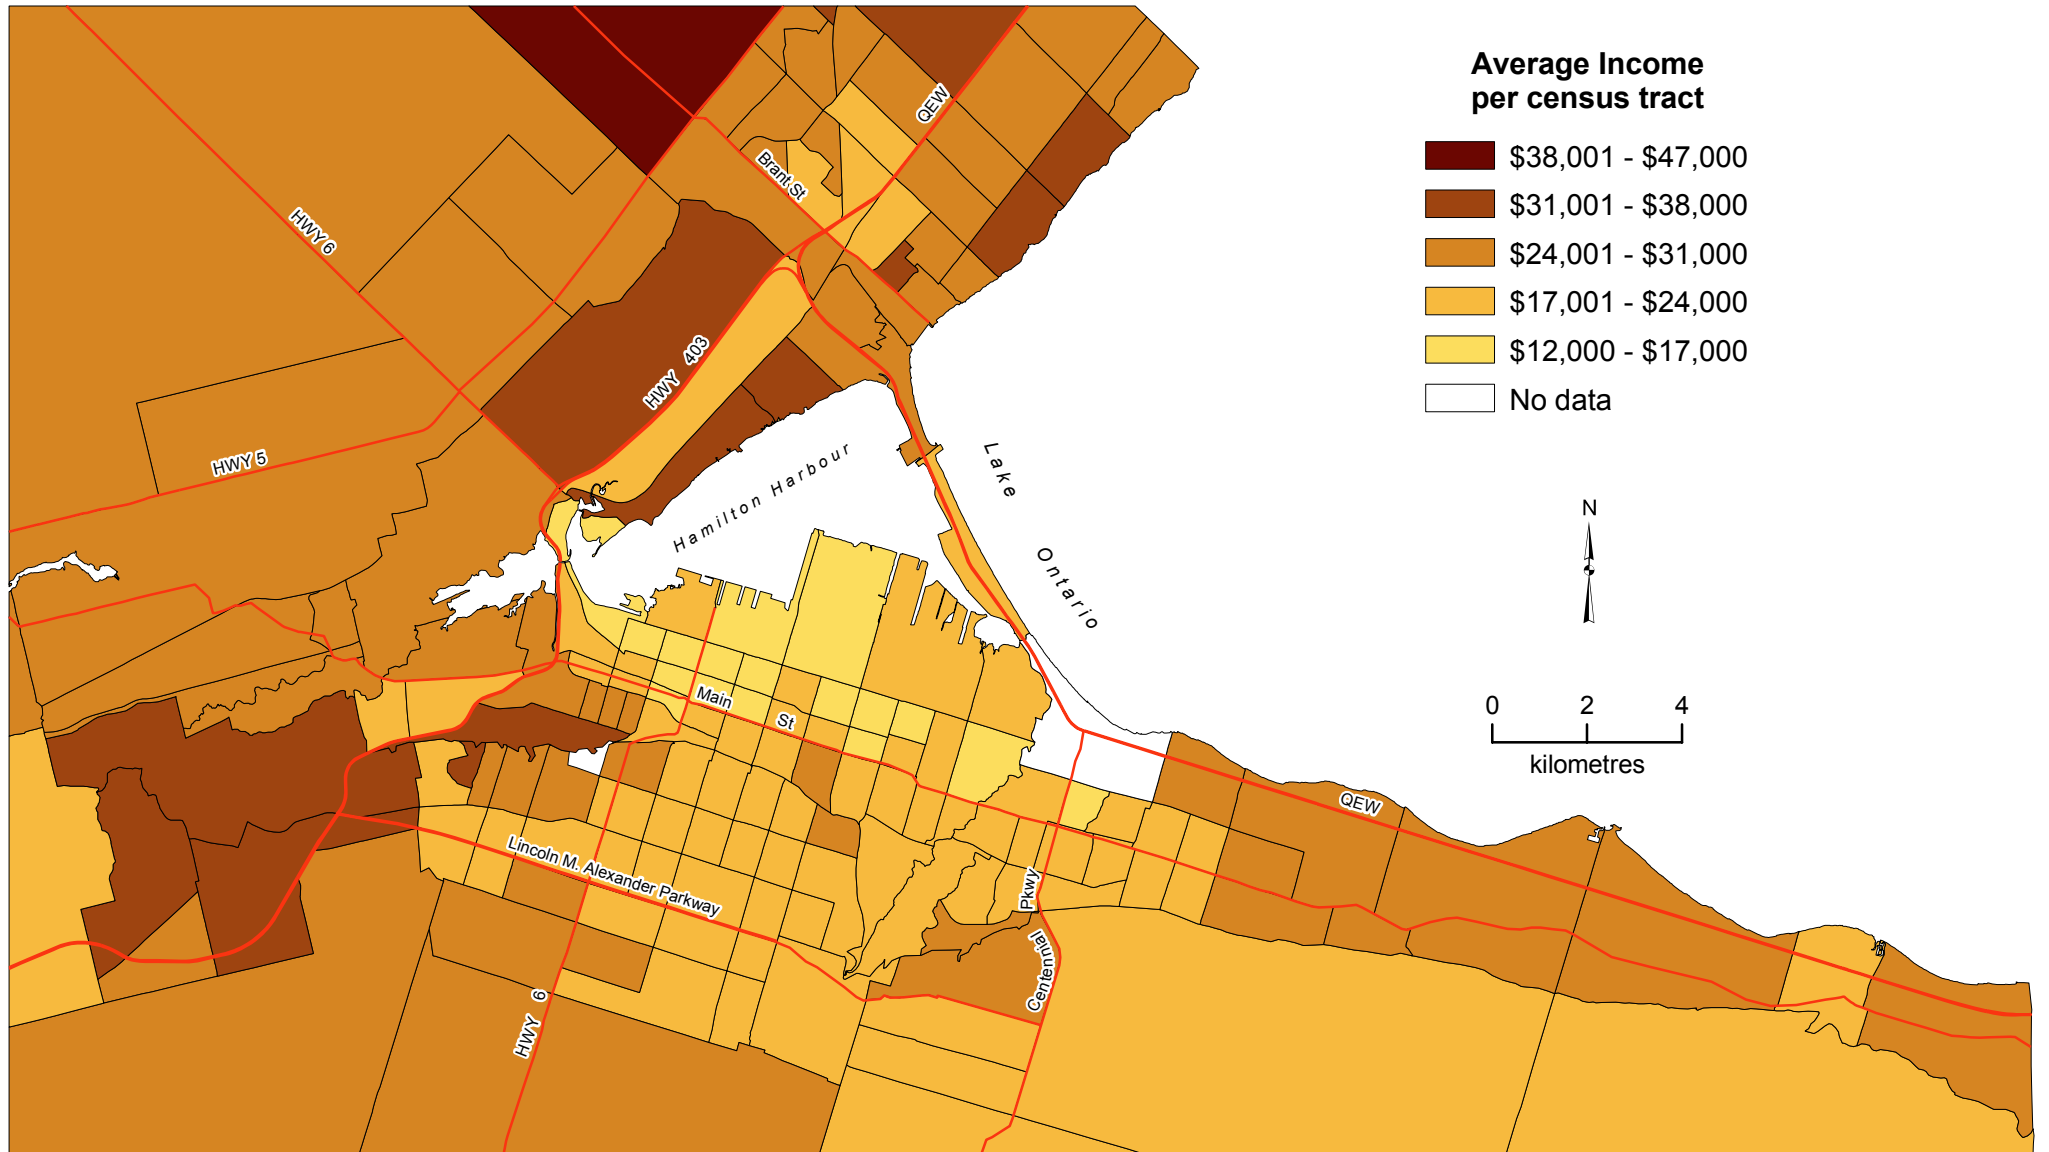 Average Income
per census tract
$38,001 - $47,000
$31,001 - $38,000
$24,001 - $31,000
$17,001 - $24,000
$12,000 - $17,000
No data
QEW
Brant St
HWY 6
HWY 403
HWY 5
Hamilton Harbour
Lake
Ontario
N
0 2 4
kilometres
Main St
QEW
Lincoln M. Alexander Parkway
Centennial Pkwy
HWY 6